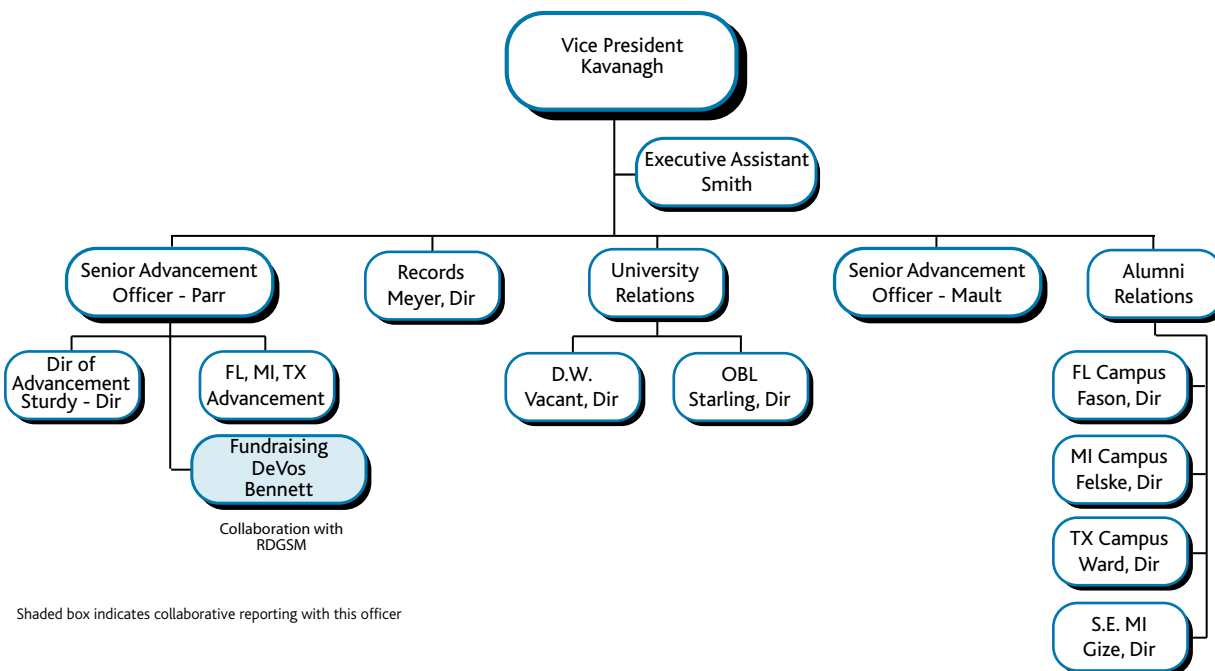 Vice President
Kavanagh
Executive Assistant
Smith
Senior Advancement
Officer - Parr
Records
Meyer, Dir
University
Relations
Senior Advancement
Officer - Mault
Alumni
Relations
Dir of
Advancement
Sturdy - Dir
FL, MI, TX
Advancement
D.W.
Vacant, Dir
OBL
Starling, Dir
FL Campus
Fason, Dir
Fundraising
DeVos
Bennett
MI Campus
Felske, Dir
Collaboration with
RDGSM
TX Campus
Ward, Dir
Shaded box indicates collaborative reporting with this officer
S.E. MI
Gize, Dir